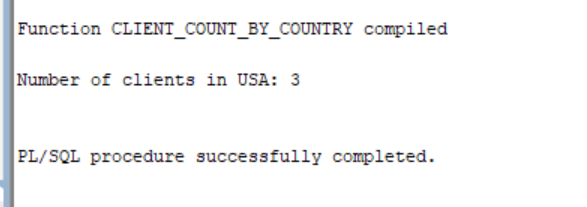 Function CLIENT_COUNT_BY_COUNTRY compiled
Number of clients in USA: 3
PL/SQL procedure successfully completed.